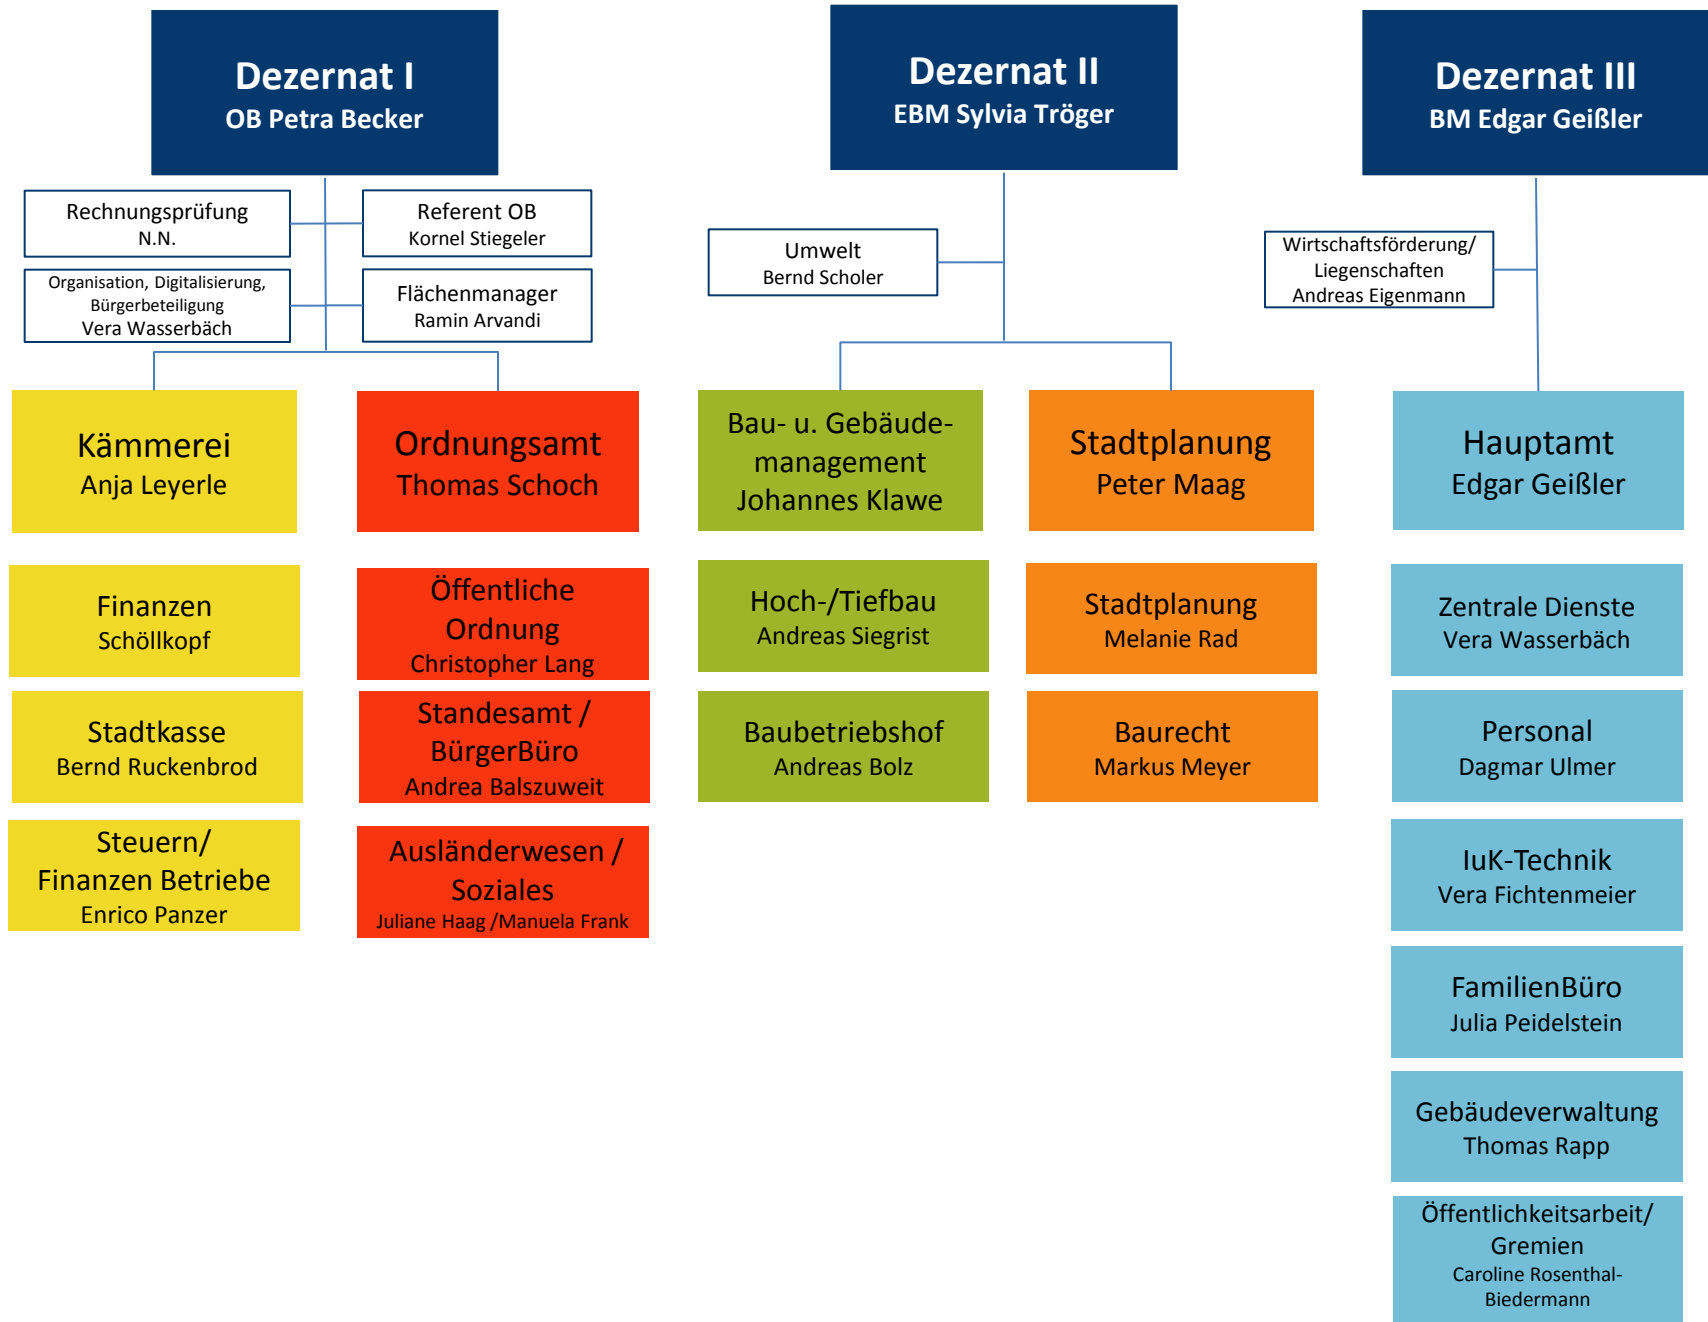 Dezernat I
OB Petra Becker
Rechnungsprüfung
N.N.
Referent OB
Kornel Stiegeler
Organisation, Digitalisierung,
Bürgerbeteiligung
Vera Wasserbäch
Flächenmanager
Ramin Arvandi
Kämmerei
Anja Leyerle
Finanzen
Schöllkopf
Stadtkasse
Bernd Ruckenbrod
Steuern/
Finanzen Betriebe
Enrico Panzer
Ordnungsamt
Thomas Schoch
Öffentliche
Ordnung
Christopher Lang
Standesamt /
BürgerBüro
Andrea Balszuweit
Ausländerwesen /
Soziales
Juliane Haag /Manuela Frank
Dezernat II
EBM Sylvia Tröger
Umwelt
Bernd Scholer
Bau- u. Gebäude-
management
Johannes Klawe
Hoch-/Tiefbau
Andreas Siegrist
Baubetriebshof
Andreas Bolz
Stadtplanung
Peter Maag
Stadtplanung
Melanie Rad
Baurecht
Markus Meyer
Dezernat III
BM Edgar Geißler
Wirtschaftsförderung/
Liegenschaften
Andreas Eigenmann
Hauptamt
Edgar Geißler
Zentrale Dienste
Vera Wasserbäch
Personal
Dagmar Ulmer
IuK-Technik
Vera Fichtenmeier
FamilienBüro
Julia Peidelstein
Gebäudeverwaltung
Thomas Rapp
Öffentlichkeitsarbeit/
Gremien
Caroline Rosenthal-
Biedermann